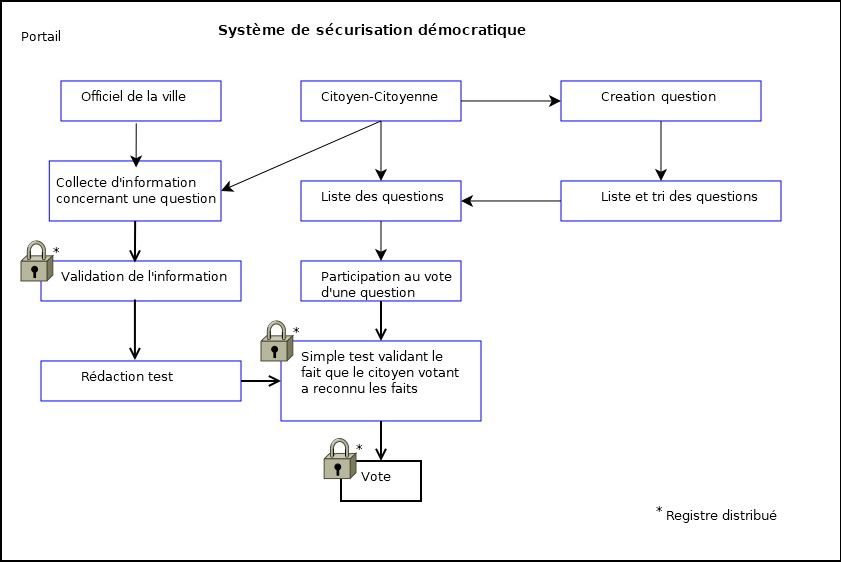 Système de sécurisation démocratique
Portail
Officiel de la ville
Citoyen-Citoyenne
Creation question
Collecte d'information
concernant une question
Liste des questions
Liste et tri des questions
*
Validation de l'information
Participation au vote
d'une question
*
Simple test validant le
fait que le citoyen votant
a reconnu les faits
Rédaction test
*
Vote
* Registre distribué